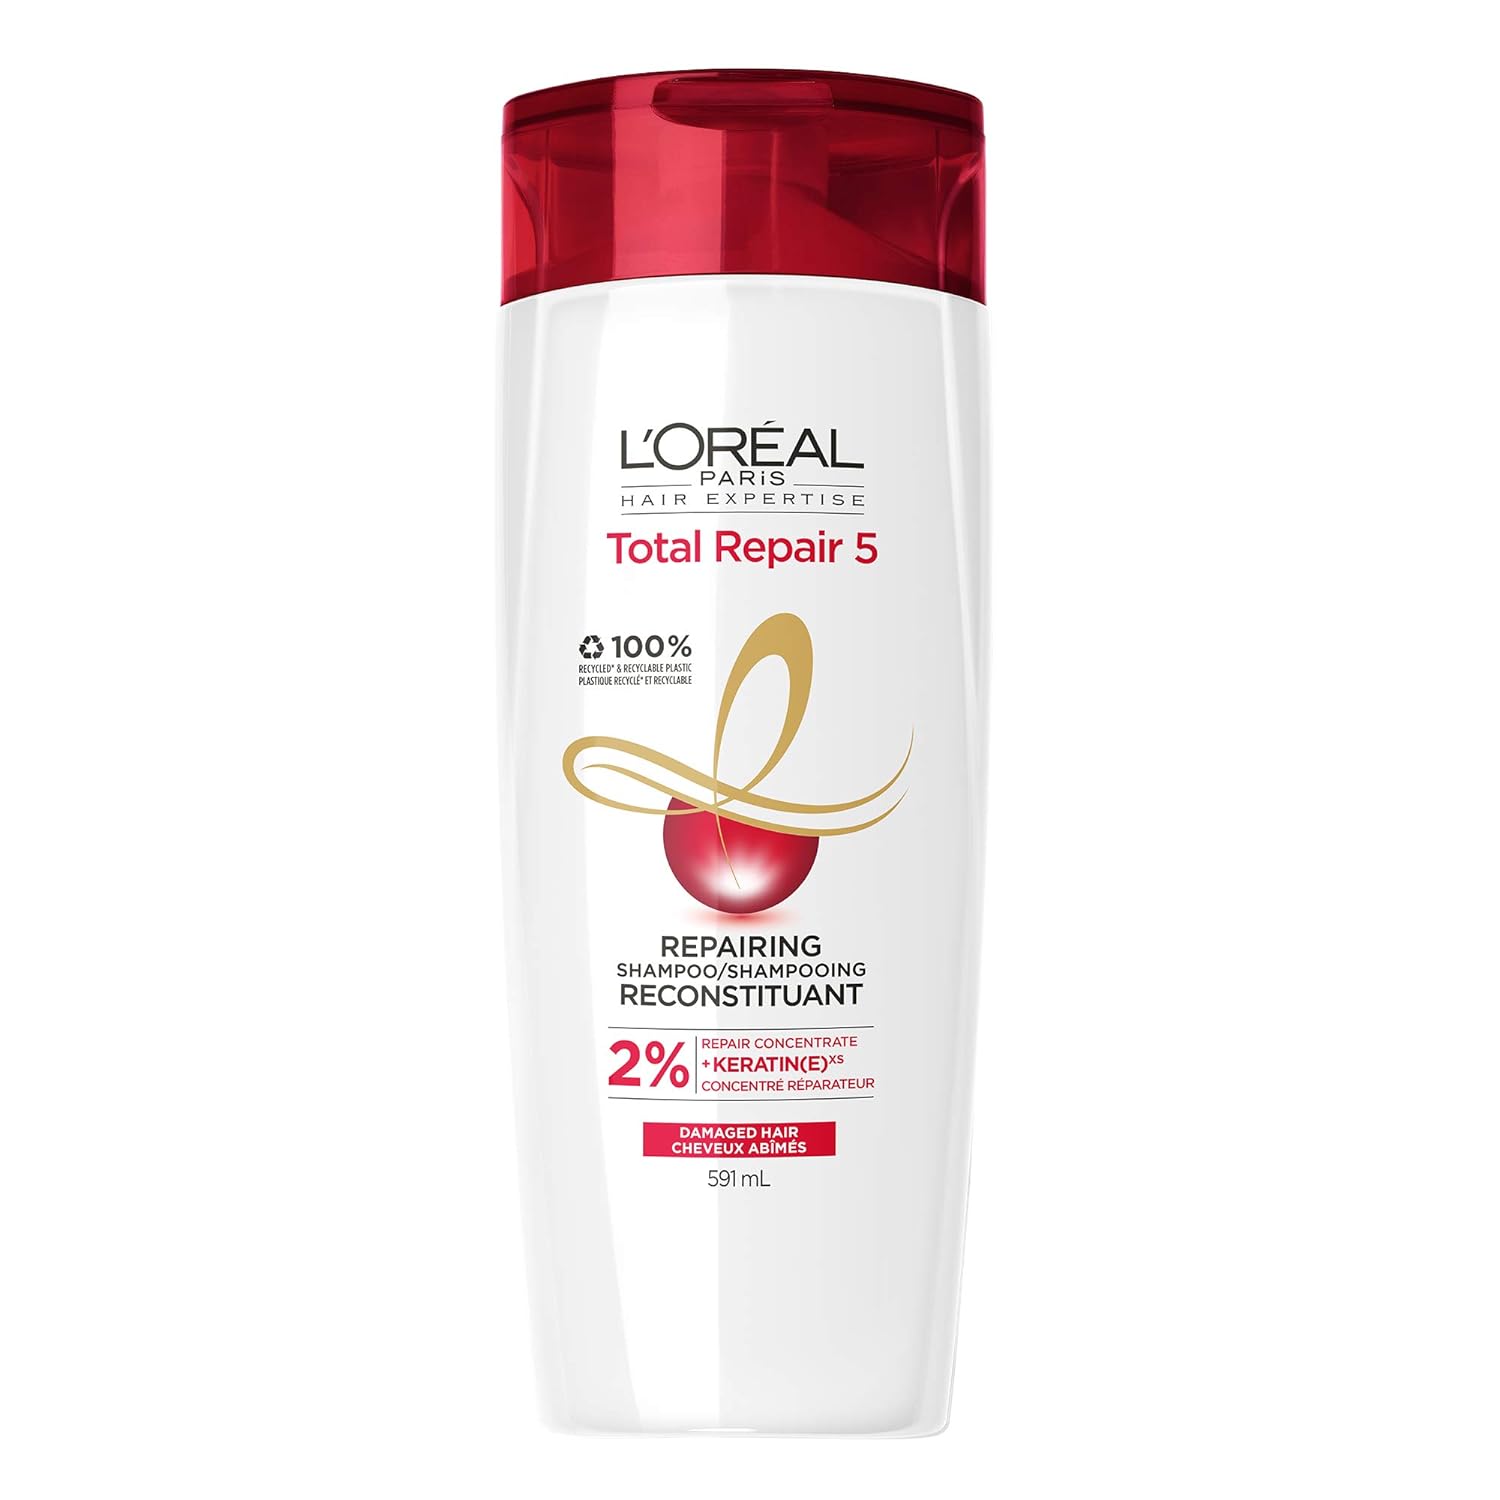 L'ORÉAL
PARiS
HAIR EXPERTISE
Total Repair 5
100%
RECYCLED* & RECYCLABLE PLASTIC
PLASTIQUE RECYCLÉ* ET RECYCLABLE
REPAIRING
SHAMPOO/SHAMPOOING
RECONSTITUANT
2%
REPAIR CONCENTRATE
+KERATIN(E)XS
CONCENTRÉ RÉPARATEUR
DAMAGED HAIR
CHEVEUX ABÎMÉS
591 mL